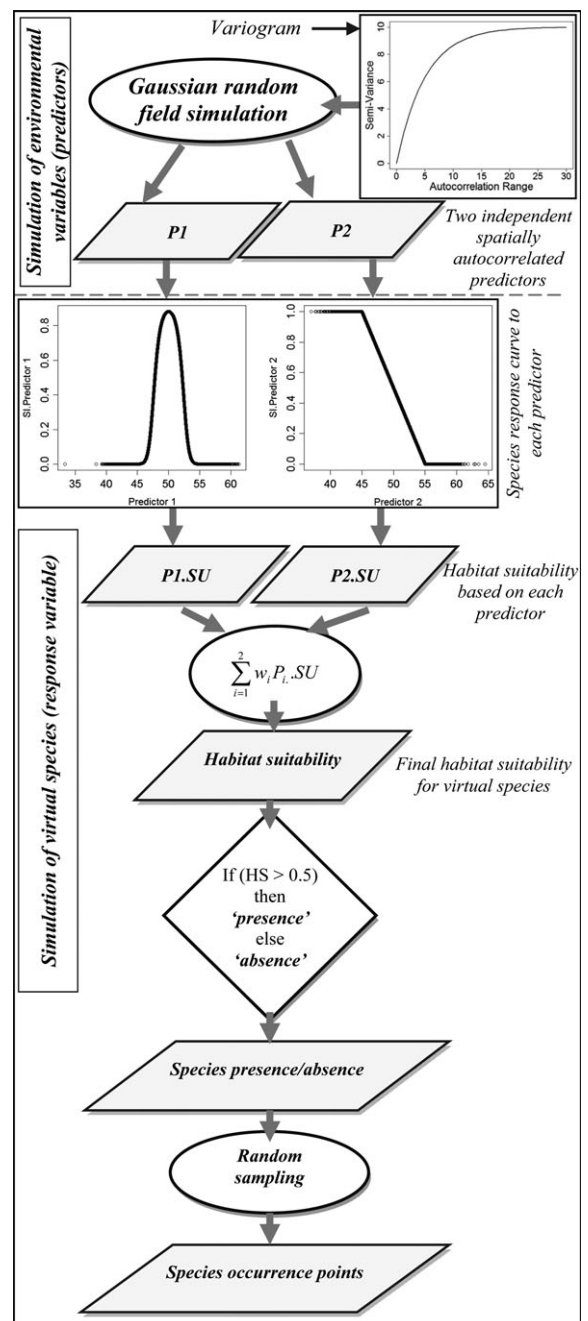 Variogram
Semi-Variance
10
8
6
4
2
0
0 5 10 15 20 25 30
Autocorrelation Range
Simulation of environmental
variables (predictors)
Gaussian random
field simulation
P1
P2
Two independent
spatially
autocorrelated
predictors
SI.Predictor 1
0.8
0.6
0.4
0.2
0.0
35 40 45 50 55 60
Predictor 1
SI.Predictor 2
1.0
0.8
0.6
0.4
0.2
0.0
40 45 50 55 60 65
Predictor 2
Species response curve to
each predictor
Simulation of virtual species (response variable)
P1.SU
P2.SU
Habitat suitability
based on each
predictor
2
∑ w_i P_i. .SU
i=1
Habitat suitability
Final habitat suitability
for virtual species
If (HS > 0.5)
then
‘presence’
else
‘absence’
Species presence/absence
Random
sampling
Species occurrence points